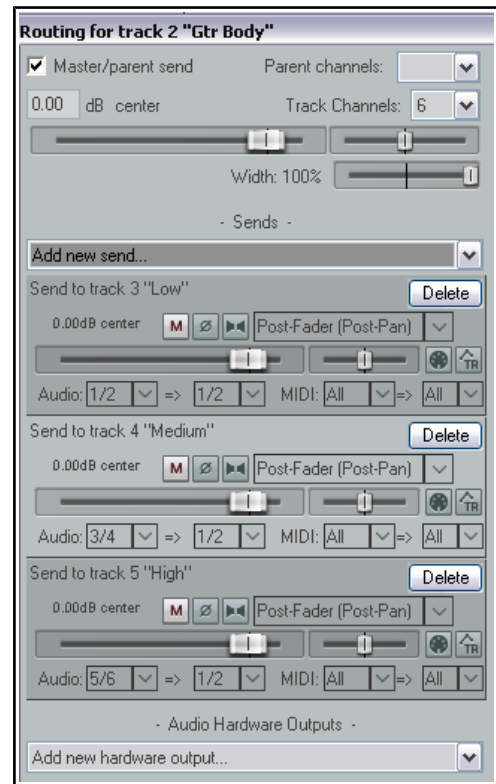 Routing for track 2 "Gtr Body"
Master/parent send Parent channels:
0.00 dB center Track Channels: 6
Width: 100%
- Sends -
Add new send...
Send to track 3 "Low" Delete
0.00dB center M Ø Post-Fader (Post-Pan)
TR
Audio: 1/2 => 1/2 MIDI: All => All
Send to track 4 "Medium" Delete
0.00dB center M Ø Post-Fader (Post-Pan)
TR
Audio: 3/4 => 1/2 MIDI: All => All
Send to track 5 "High" Delete
0.00dB center M Ø Post-Fader (Post-Pan)
TR
Audio: 5/6 => 1/2 MIDI: All => All
- Audio Hardware Outputs -
Add new hardware output...